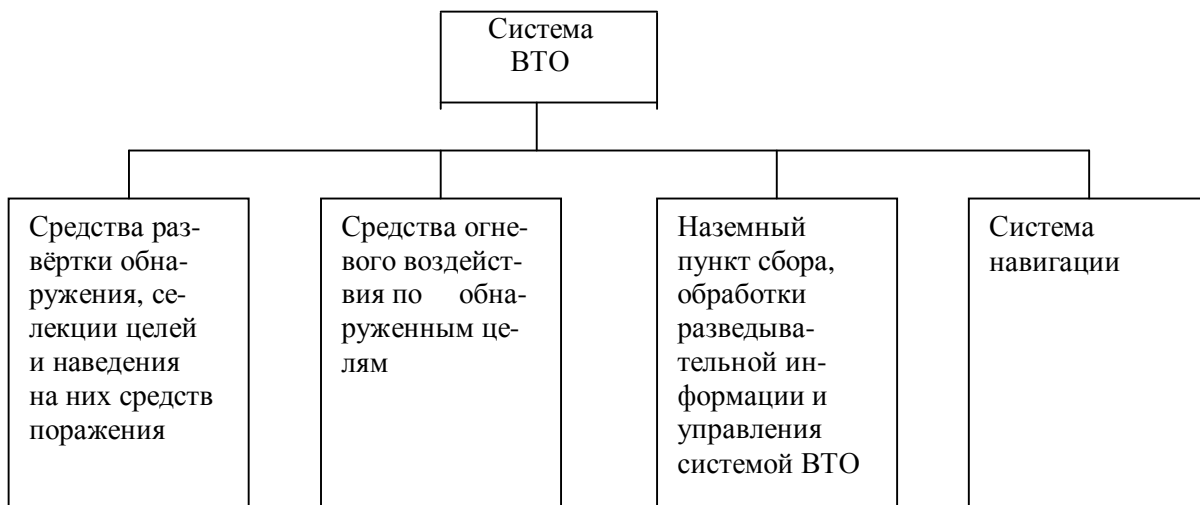 Система
ВТО
Средства раз-
вёртки обна-
ружения, се-
лекции целей
и наведения
на них средств
поражения
Средства огне-
вого воздейст-
вия по обна-
руженным це-
лям
Наземный
пункт сбора,
обработки
разведыва-
тельной ин-
формации и
управления
системой ВТО
Система
навигации